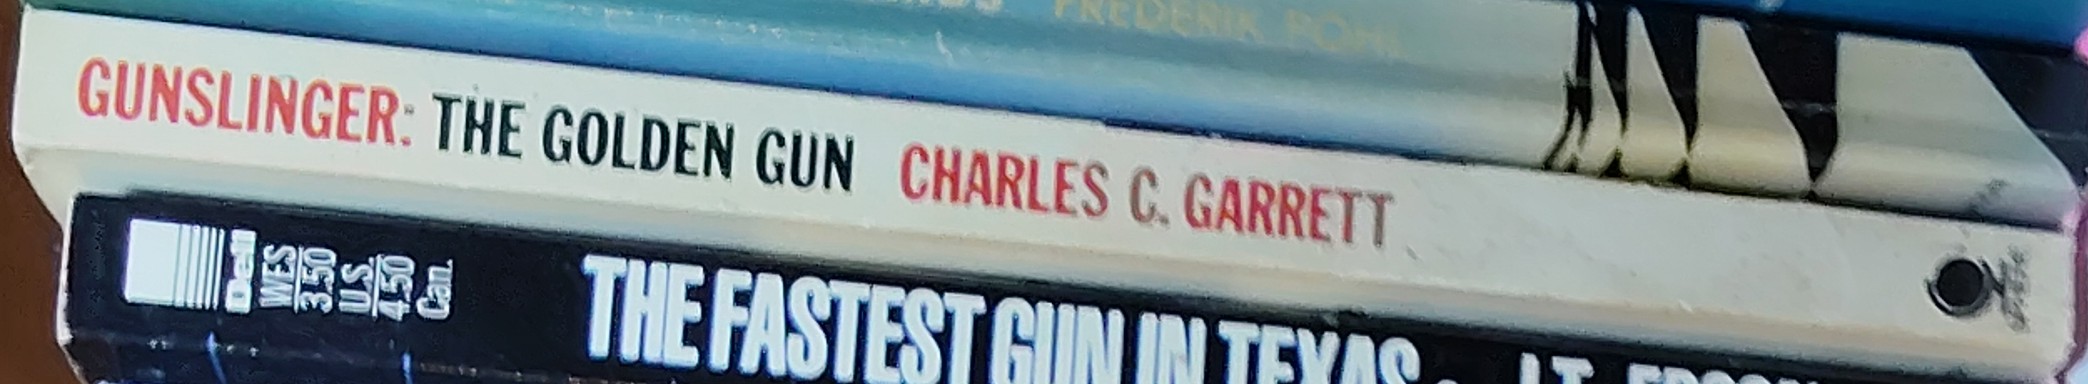 FREDERIK POHL
GUNSLINGER: THE GOLDEN GUN CHARLES C. GARRETT
Dell
WES
3.50
U.S.
4.50
Can.
THE FASTEST GUN IN TEXAS J.T. EDSON